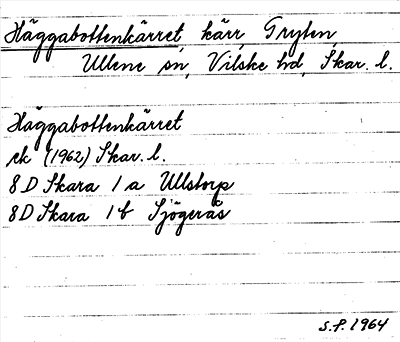 Häggabottenkärret, kärr, Gryten,
Ullene sn, Vilske hd, Skar. l.
Häggabottenkärret
ek (1962) Skar. l.
8 D Skara 1 a Ullstorp
8 D Skara 1 b Sjögerås
S.F. 1964